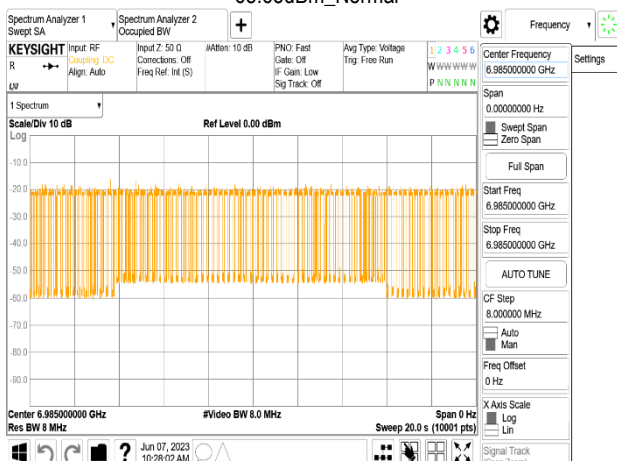 Spectrum Analyzer 1
Swept SA
Spectrum Analyzer 2
Occupied BW
+
Frequency
KEYSIGHT
R
Input: RF
Coupling: DC
Align: Auto
Input Z: 50 Ω
Corrections: Off
Freq Ref: Int (S)
#Atten: 10 dB
PNO: Fast
Gate: Off
IF Gain: Low
Sig Track: Off
Avg Type: Voltage
Trig: Free Run
1 2 3 4 5 6
W W W W W W
P N N N N N
Center Frequency
6.985000000 GHz
Settings
Span
0.00000000 Hz
Swept Span
Zero Span
Full Span
Start Freq
6.985000000 GHz
Stop Freq
6.985000000 GHz
AUTO TUNE
CF Step
8.000000 MHz
Auto
Man
Freq Offset
0 Hz
X Axis Scale
Log
Lin
Signal Track
1 Spectrum
Scale/Div 10 dB
Ref Level 0.00 dBm
Log
-10.0
-20.0
-30.0
-40.0
-50.0
-60.0
-70.0
-80.0
-90.0
Center 6.985000000 GHz
#Video BW 8.0 MHz
Span 0 Hz
Res BW 8 MHz
Sweep 20.0 s (10001 pts)
?
Jun 07, 2023
10:28:02 AM